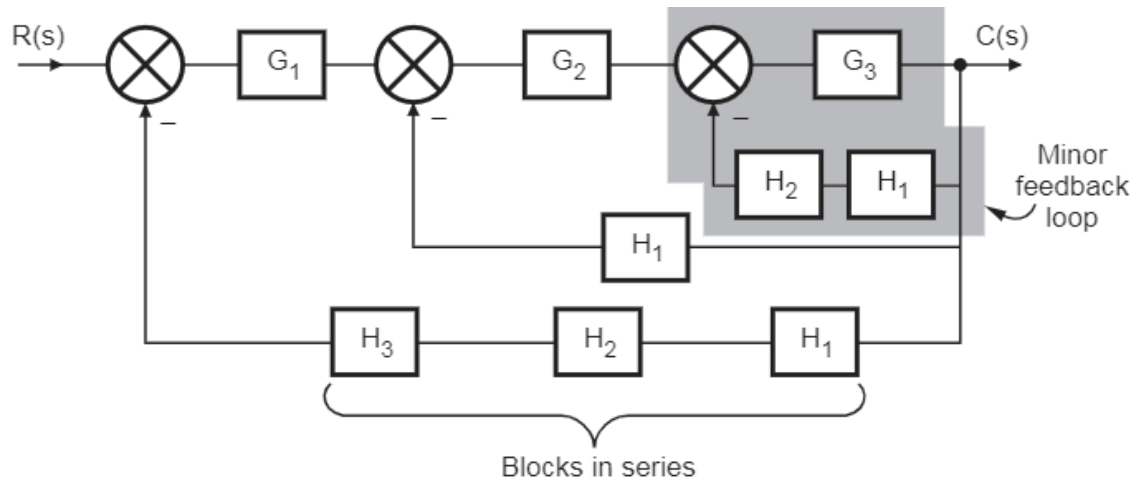 R(s)
G₁
G₂
G₃
C(s)
–
–
–
H₂
H₁
Minor
feedback
loop
H₁
H₃
H₂
H₁
Blocks in series